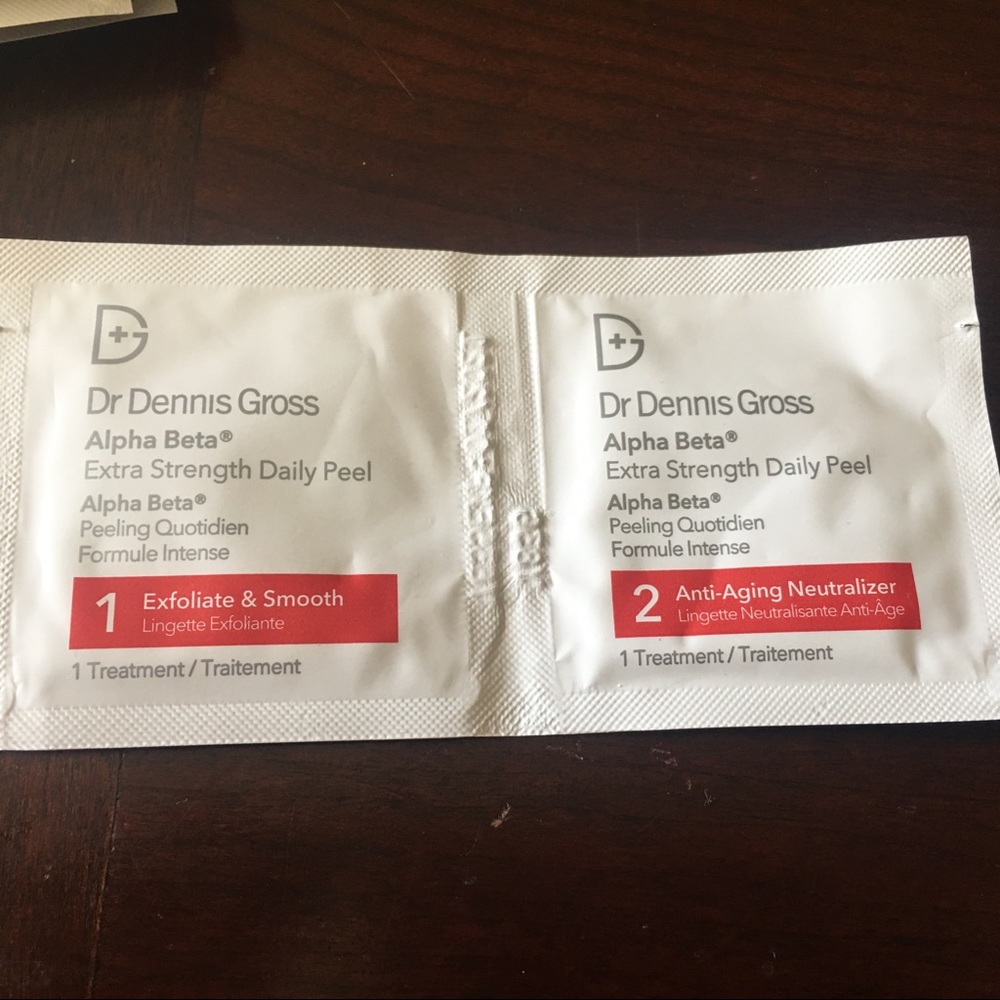 Dr Dennis Gross
Alpha Beta®
Extra Strength Daily Peel
Alpha Beta®
Peeling Quotidien
Formule Intense
1 Exfoliate & Smooth
Lingette Exfoliante
1 Treatment / Traitement
Dr Dennis Gross
Alpha Beta®
Extra Strength Daily Peel
Alpha Beta®
Peeling Quotidien
Formule Intense
2 Anti-Aging Neutralizer
Lingette Neutralisante Anti-Âge
1 Treatment / Traitement